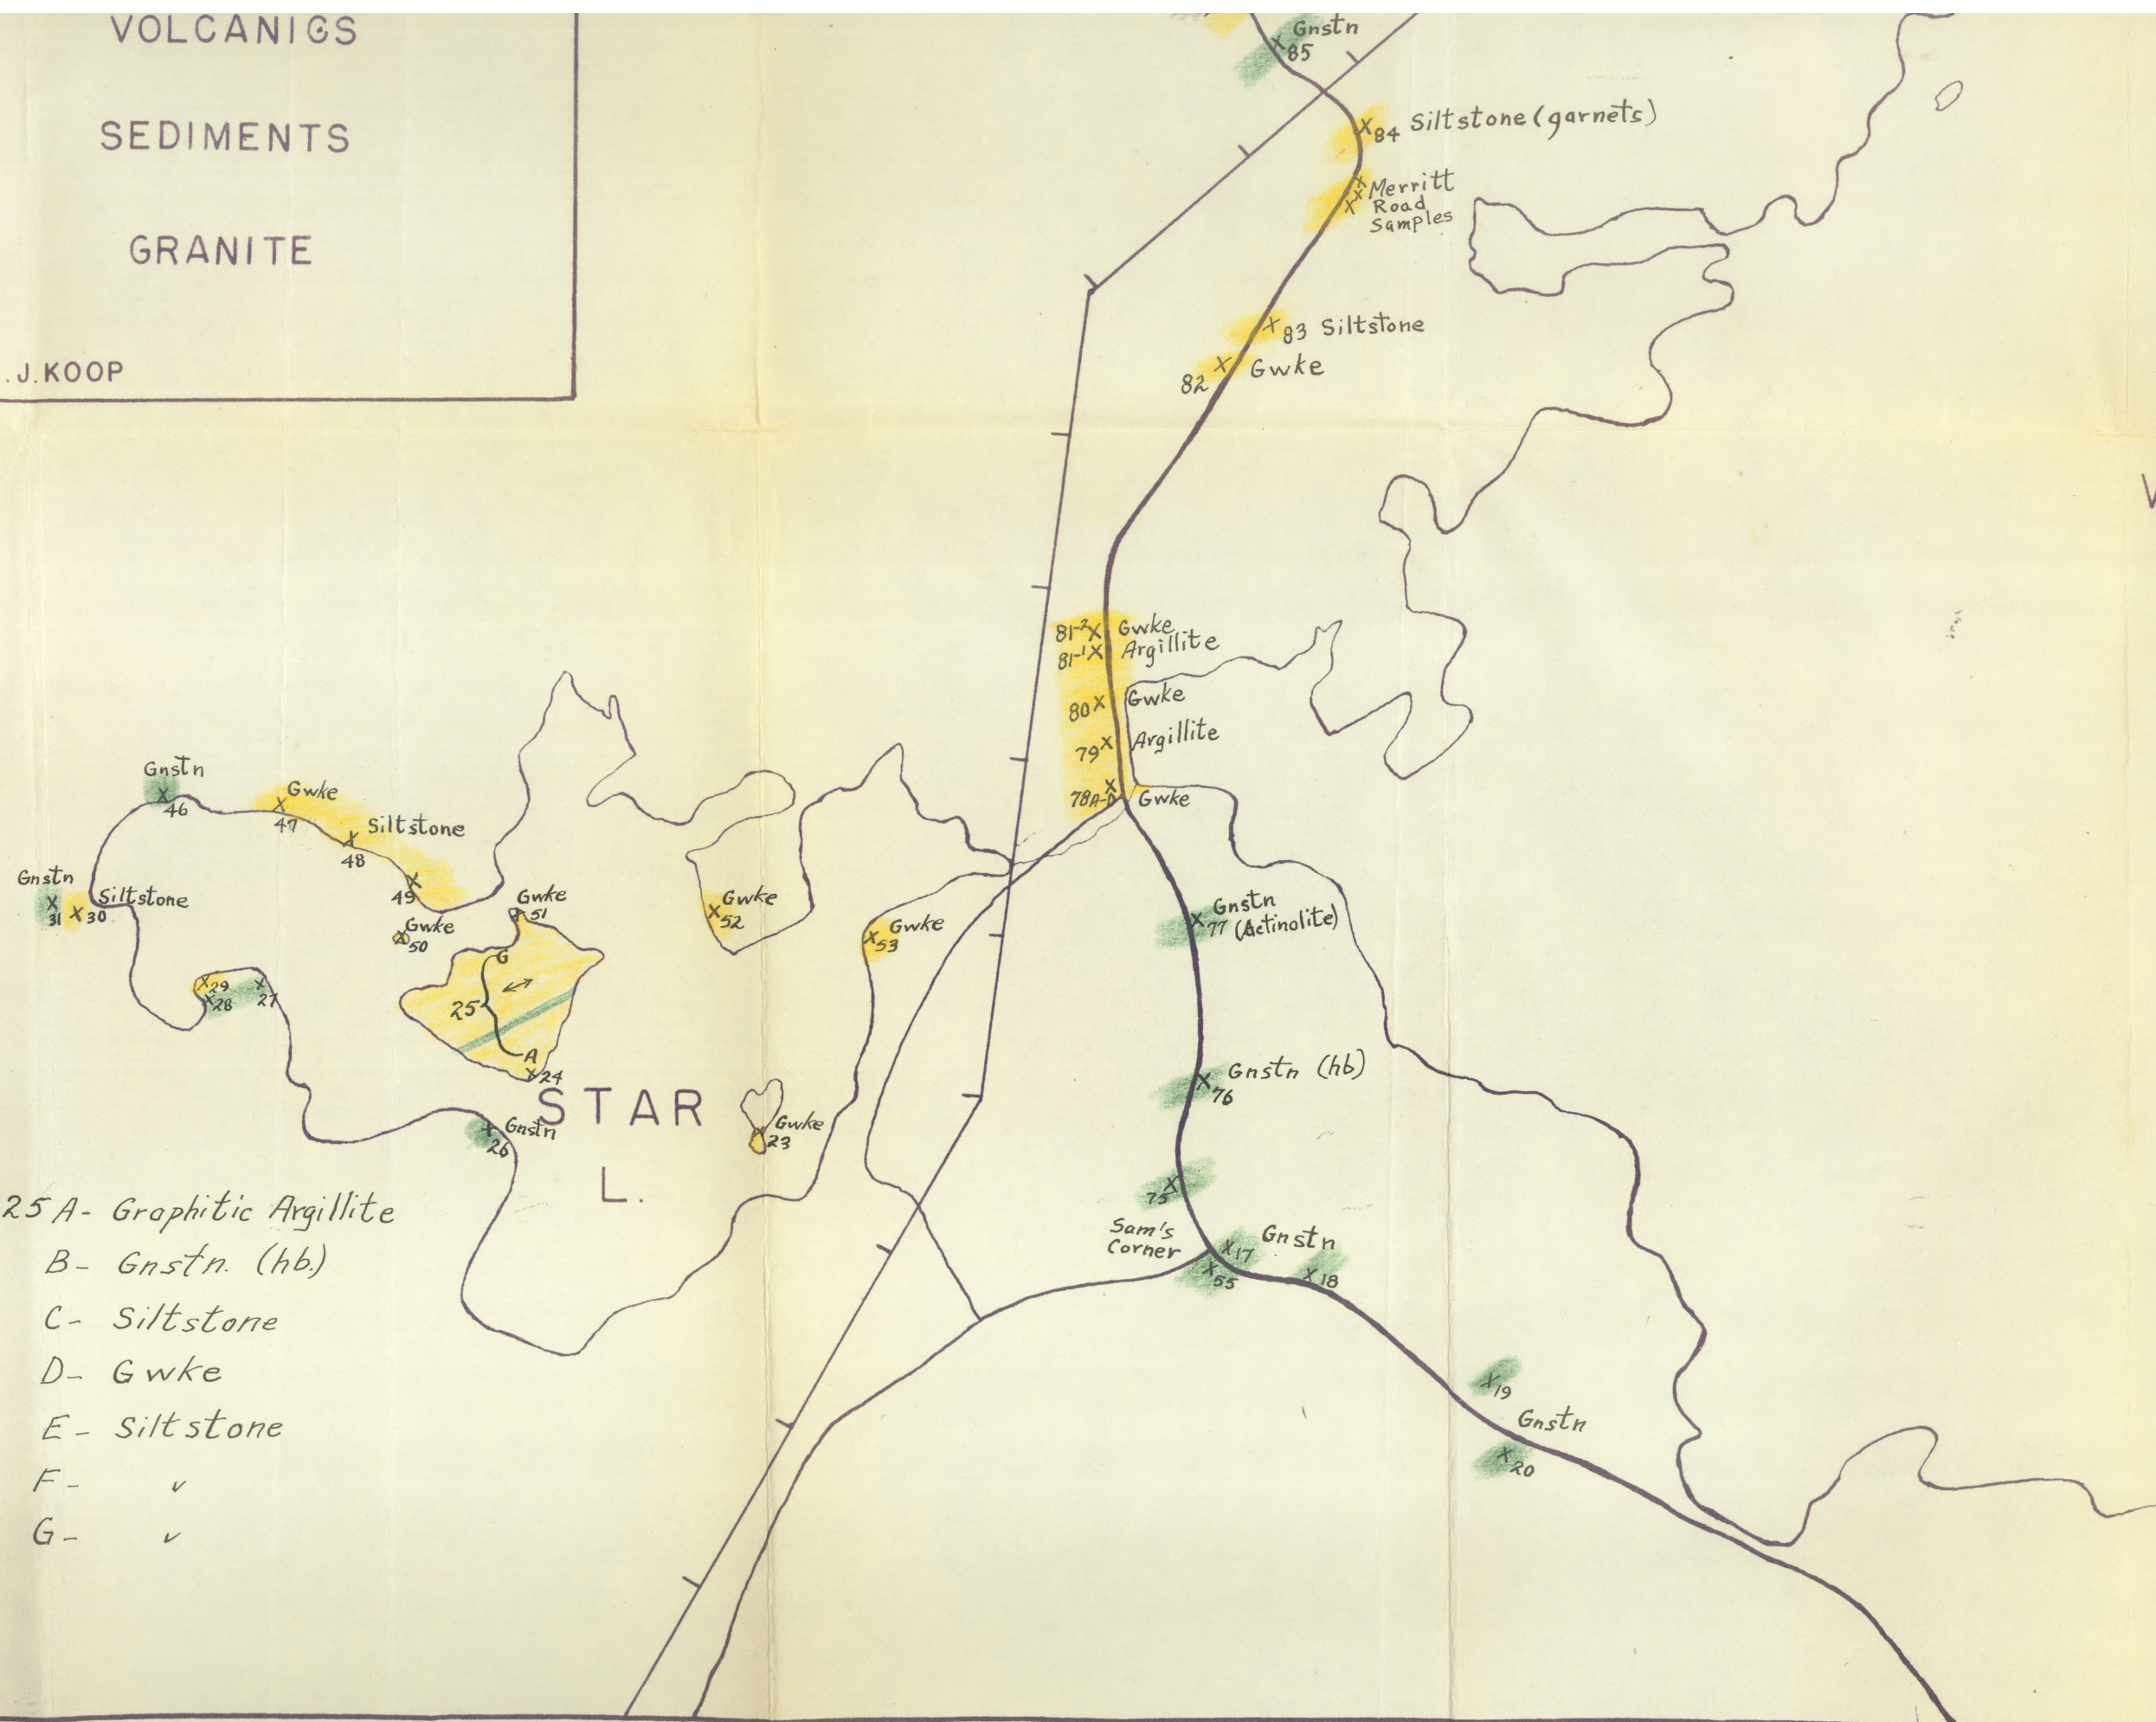 VOLCANICS
SEDIMENTS
GRANITE
.J.KOOP
Gnstn
85
84 Siltstone (garnets)
Merritt
Road
Samples
83 Siltstone
82 Gwke
81-2 Gwke
81-1 Argillite
80 Gwke
79 Argillite
78A-D Gwke
Gnstn
46
Gwke
47
Siltstone
48
49
Gnstn
31
30
Siltstone
Gwke
50
Gwke
51
Gwke
52
Gwke
53
29
28
27
G
25
A
24
STAR
L.
Gnstn
26
Gwke
23
Gnstn
77 (Actinolite)
Gnstn (hb)
76
75
Sam's
Corner
17
Gnstn
55
18
19
Gnstn
20
25 A- Graphitic Argillite
B- Gnstn. (hb.)
C- Siltstone
D- Gwke
E- Siltstone
F- "
G- "